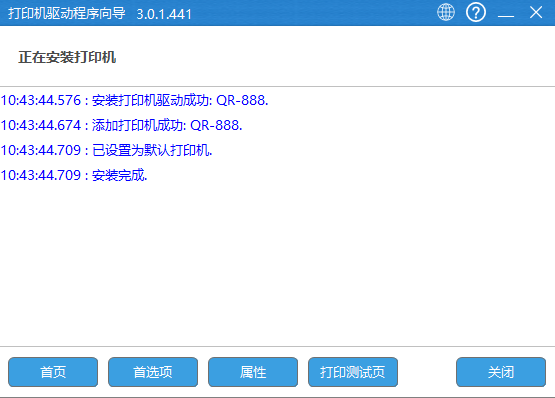 打印机驱动程序向导 3.0.1.441
正在安装打印机
10:43:44.576 : 安装打印机驱动成功: QR-888.
10:43:44.674 : 添加打印机成功: QR-888.
10:43:44.709 : 已设置为默认打印机.
10:43:44.709 : 安装完成.
首页 首选项 属性 打印测试页 关闭